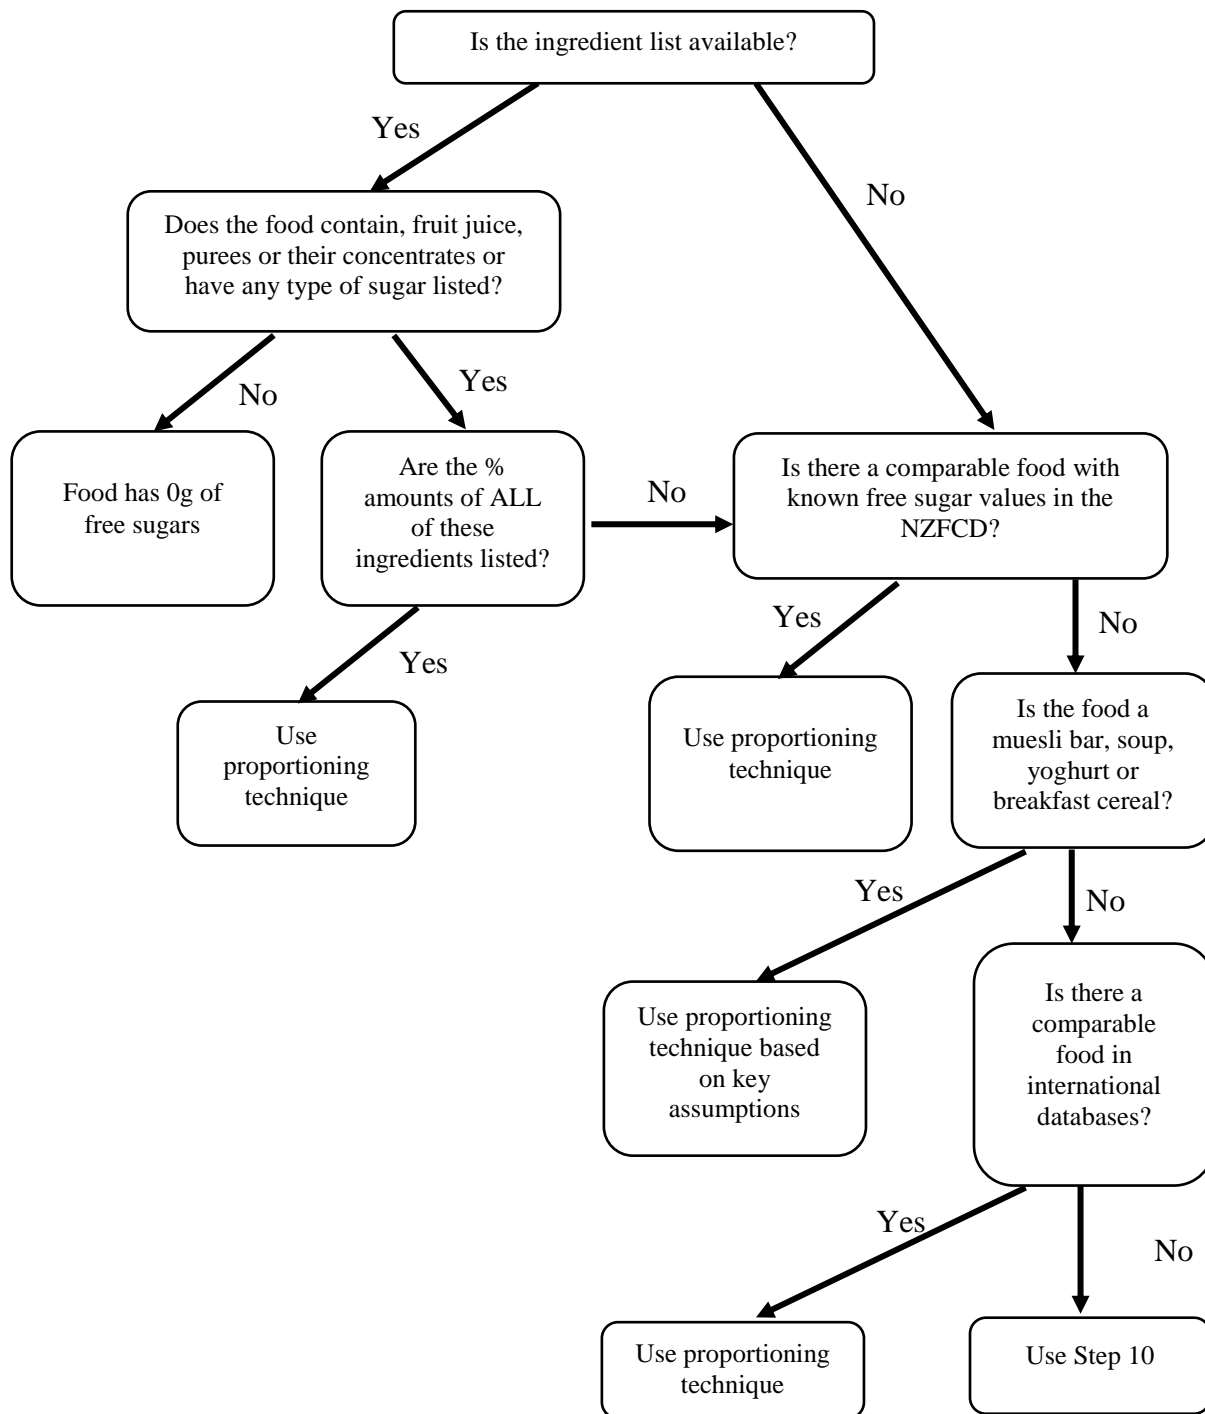 Is the ingredient list available?
Yes
No
Does the food contain, fruit juice,
purees or their concentrates or
have any type of sugar listed?
No
Yes
Food has 0g of
free sugars
Are the %
amounts of ALL
of these
ingredients listed?
No
Is there a comparable food with
known free sugar values in the
NZFCD?
Yes
Use
proportioning
technique
Yes
No
Use proportioning
technique
Is the food a
muesli bar, soup,
yoghurt or
breakfast cereal?
Yes
No
Use proportioning
technique based
on key
assumptions
Is there a
comparable
food in
international
databases?
Yes
No
Use proportioning
technique
Use Step 10